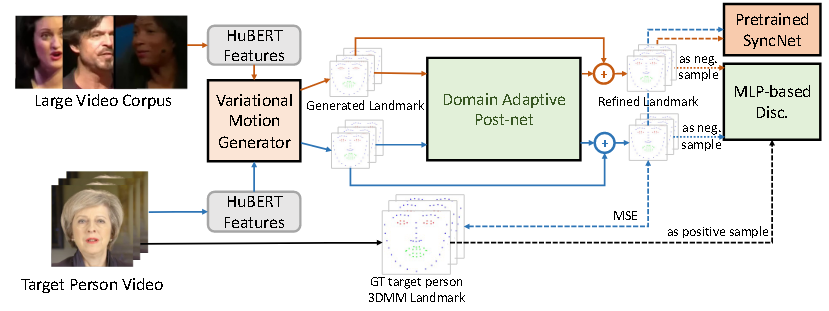 HuBERT
Features
Large Video Corpus
Variational
Motion
Generator
Generated Landmark
Domain Adaptive
Post-net
+
Refined Landmark
as neg.
sample
Pretrained
SyncNet
MLP-based
Disc.
+
as neg.
sample
HuBERT
Features
Target Person Video
GT target person
3DMM Landmark
MSE
as positive sample